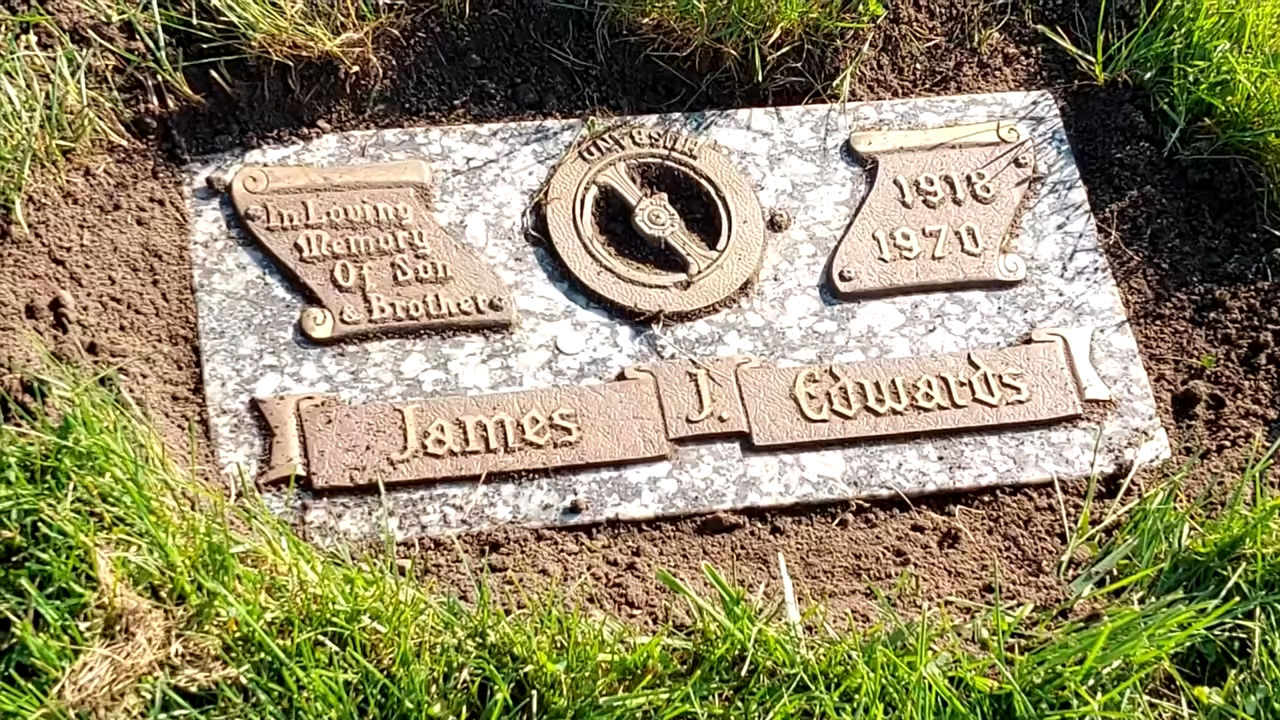 In Loving
Memory
Of Son
& Brother
1918
1970
James J. Edwards